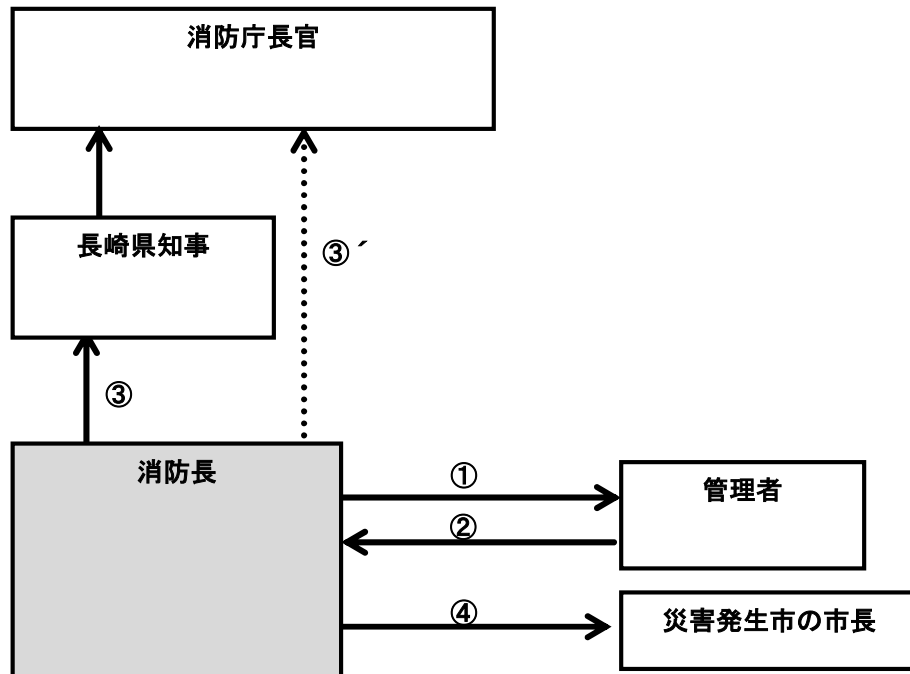 消防庁長官
長崎県知事
③´
③
消防長
①
管理者
②
④
災害発生市の市長